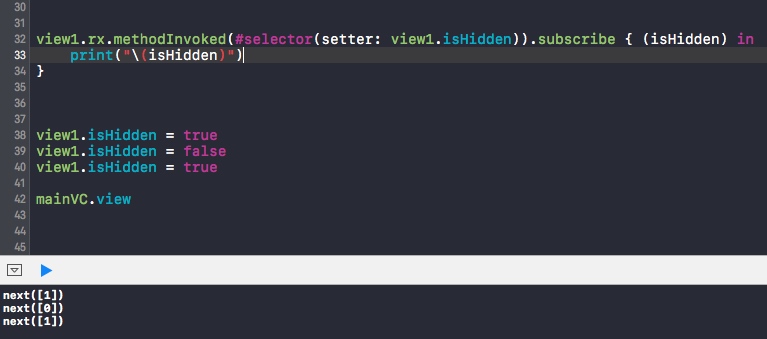 30
31
32 view1.rx.methodInvoked(#selector(setter: view1.isHidden)).subscribe { (isHidden) in
33     print("\(isHidden)")
34 }
35
36
37
38 view1.isHidden = true
39 view1.isHidden = false
40 view1.isHidden = true
41
42 mainVC.view
43
44
45
next([1])
next([0])
next([1])